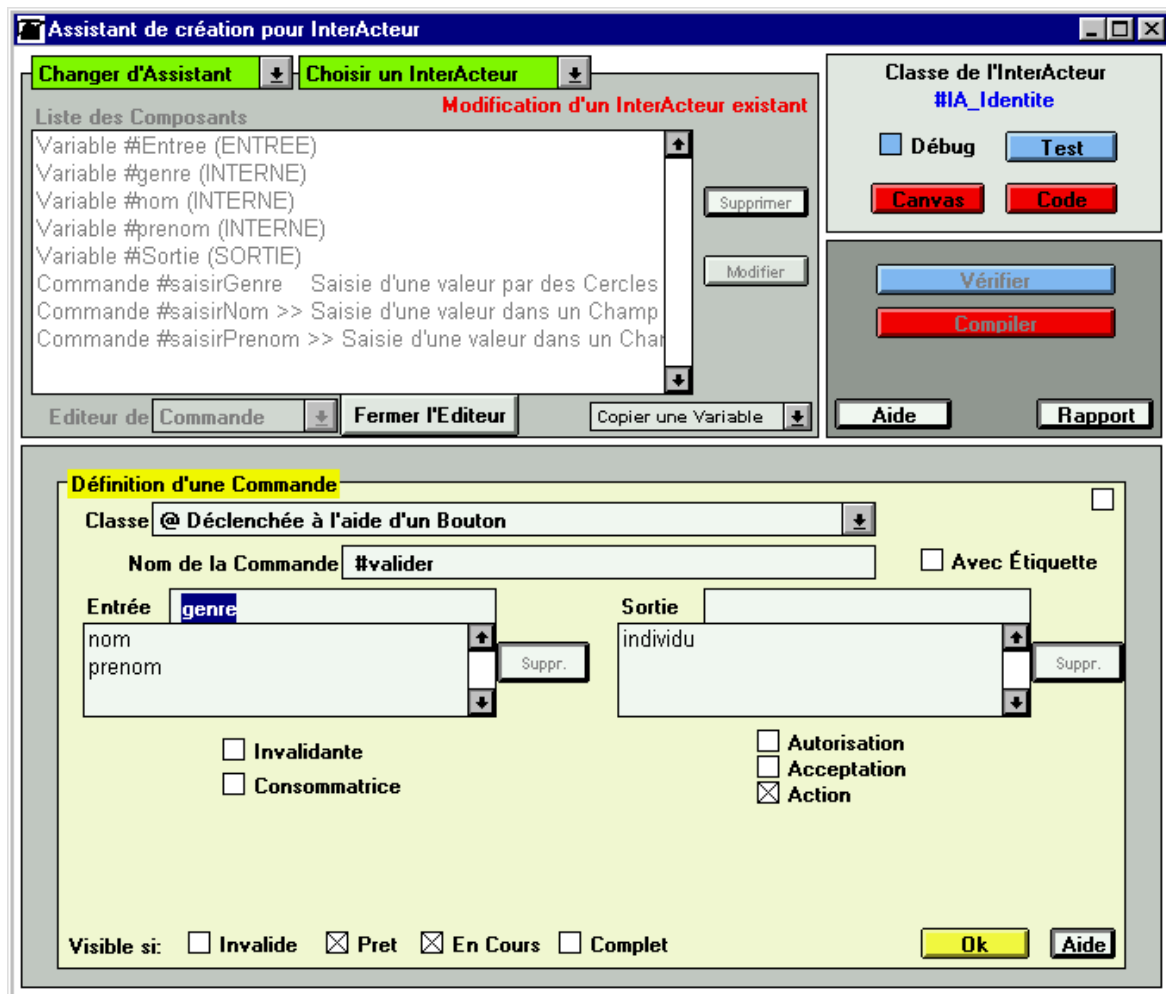 Assistant de création pour InterActeur
Changer d'Assistant
Choisir un InterActeur
Modification d'un InterActeur existant
Liste des Composants
Variable #iEntree (ENTREE)
Variable #genre (INTERNE)
Variable #nom (INTERNE)
Variable #prenom (INTERNE)
Variable #iSortie (SORTIE)
Commande #saisirGenre Saisie d'une valeur par des Cercles
Commande #saisirNom >> Saisie d'une valeur dans un Champ
Commande #saisirPrenom >> Saisie d'une valeur dans un Char
Supprimer
Modifier
Editeur de Commande
Fermer l'Editeur
Copier une Variable
Classe de l'InterActeur
#IA_Identite
Débug
Test
Canvas
Code
Vérifier
Compiler
Aide
Rapport
Définition d'une Commande
Classe @ Déclenchée à l'aide d'un Bouton
Nom de la Commande #valider
Avec Étiquette
Entrée genre
nom
prenom
Suppr.
Sortie
individu
Suppr.
Invalidante
Consommatrice
Autorisation
Acceptation
Action
Visible si: Invalide Pret En Cours Complet
Ok
Aide